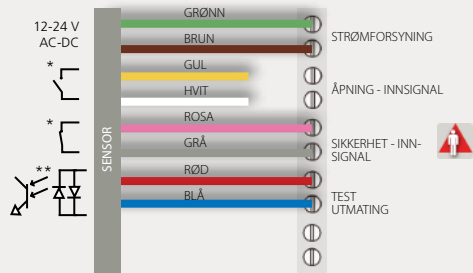 12-24 V
AC-DC
*
*
**
SENSOR
GRØNN
BRUN
GUL
HVIT
ROSA
GRÅ
RØD
BLÅ
STRØMFORSYNING
ÅPNING - INNSIGNAL
SIKKERHET - INN-
SIGNAL
TEST
UTMATING